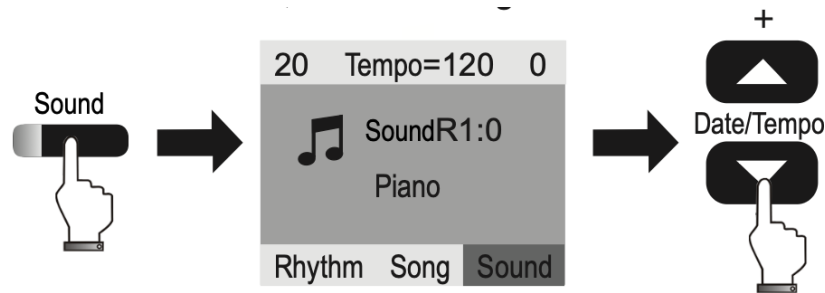 Sound
20 Tempo=120 0
SoundR1:0
Piano
Rhythm Song Sound
+
Date/Tempo